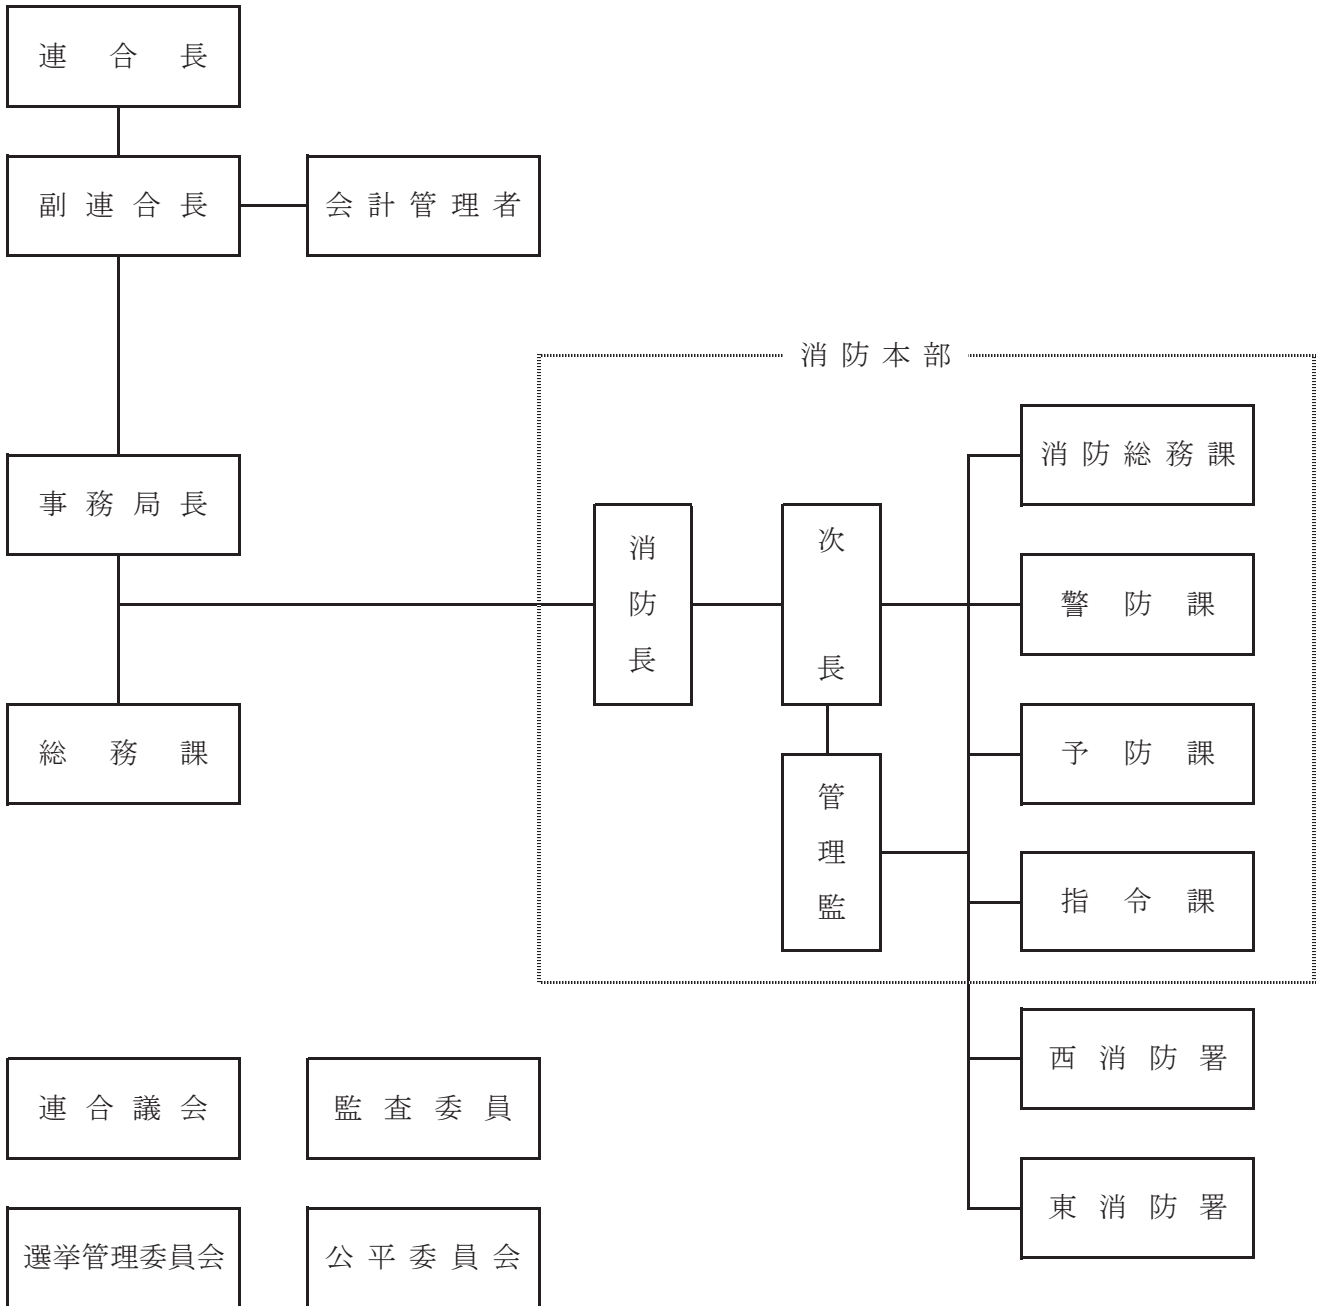 連合長
副連合長
会計管理者
消防本部
消防総務課
事務局長
消防長
次長
警防課
総務課
予防課
管理監
指令課
西消防署
連合議会
監査委員
東消防署
選挙管理委員会
公平委員会